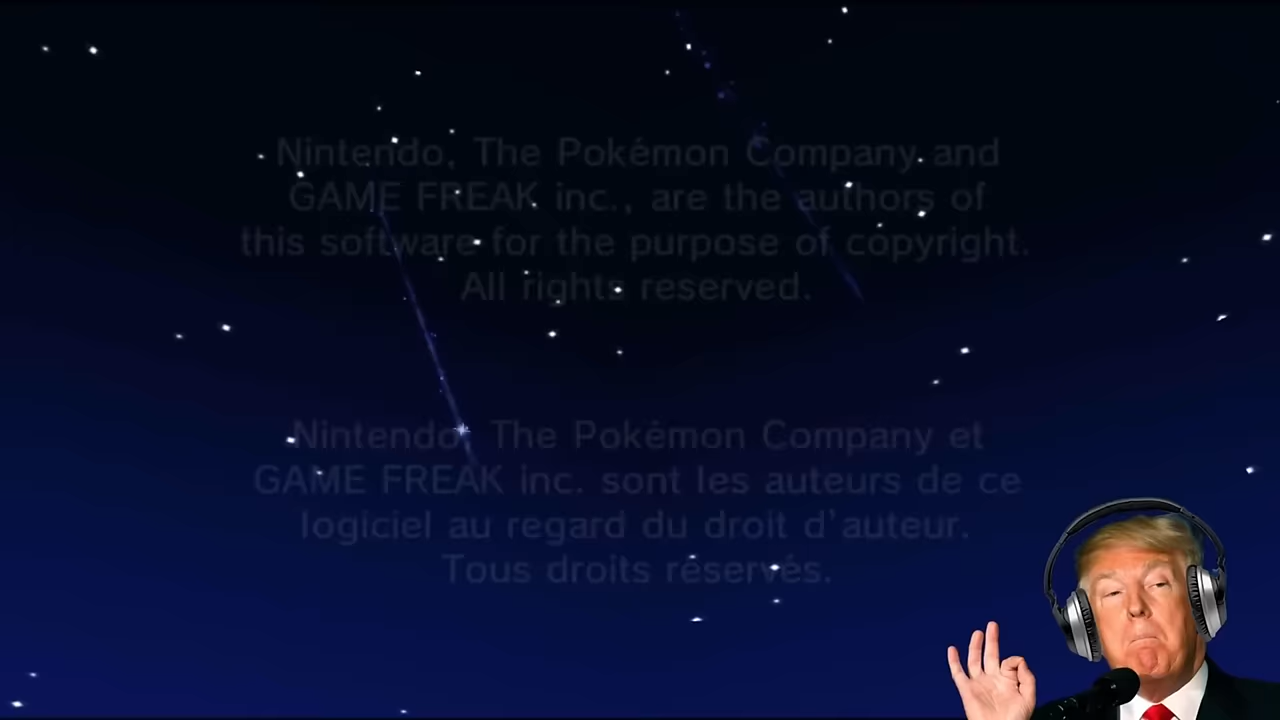 Nintendo, The Pokémon Company and
GAME FREAK inc., are the authors of
this software for the purpose of copyright.
All rights reserved.
Nintendo, The Pokémon Company et
GAME FREAK inc. sont les auteurs de ce
logiciel au regard du droit d'auteur.
Tous droits réservés.